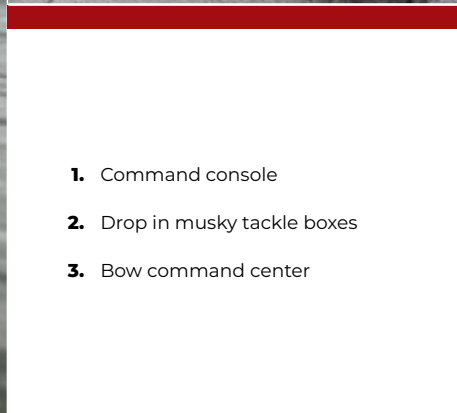 1. Command console
2. Drop in musky tackle boxes
3. Bow command center